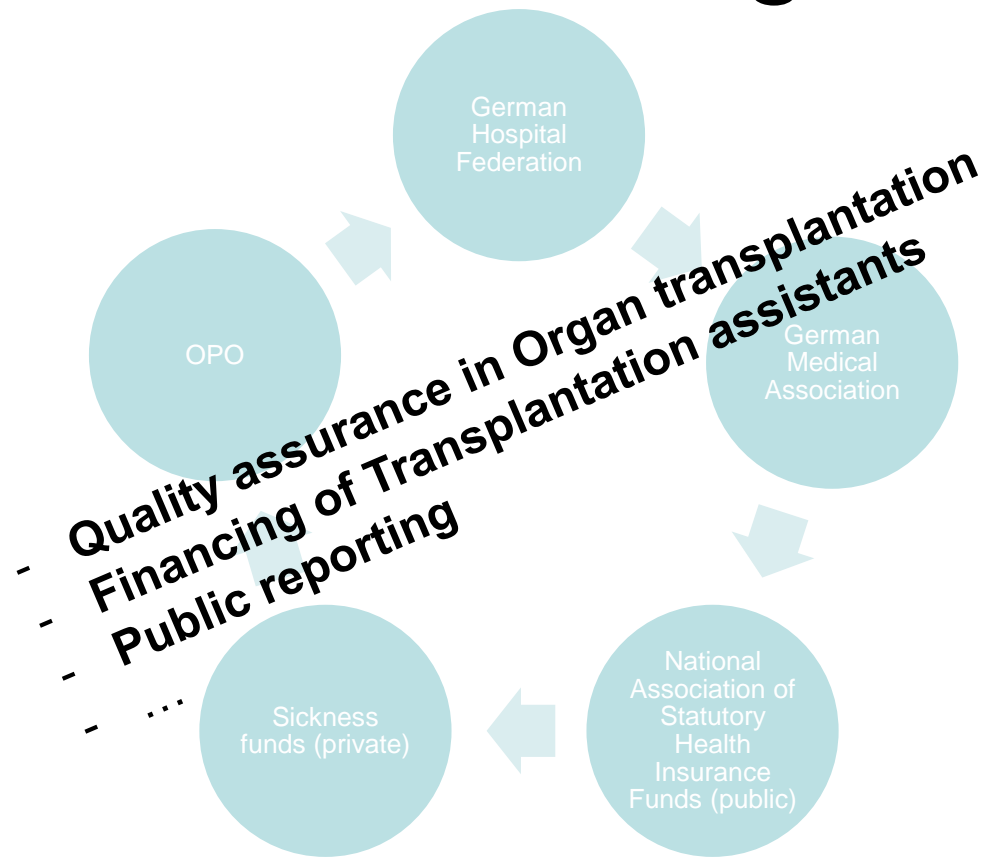 German
Hospital
Federation
OPO
German
Medical
Association
- Quality assurance in Organ transplantation
- Financing of Transplantation assistants
- Public reporting
- …
Sickness
funds (private)
National
Association of
Statutory
Health
Insurance
Funds (public)